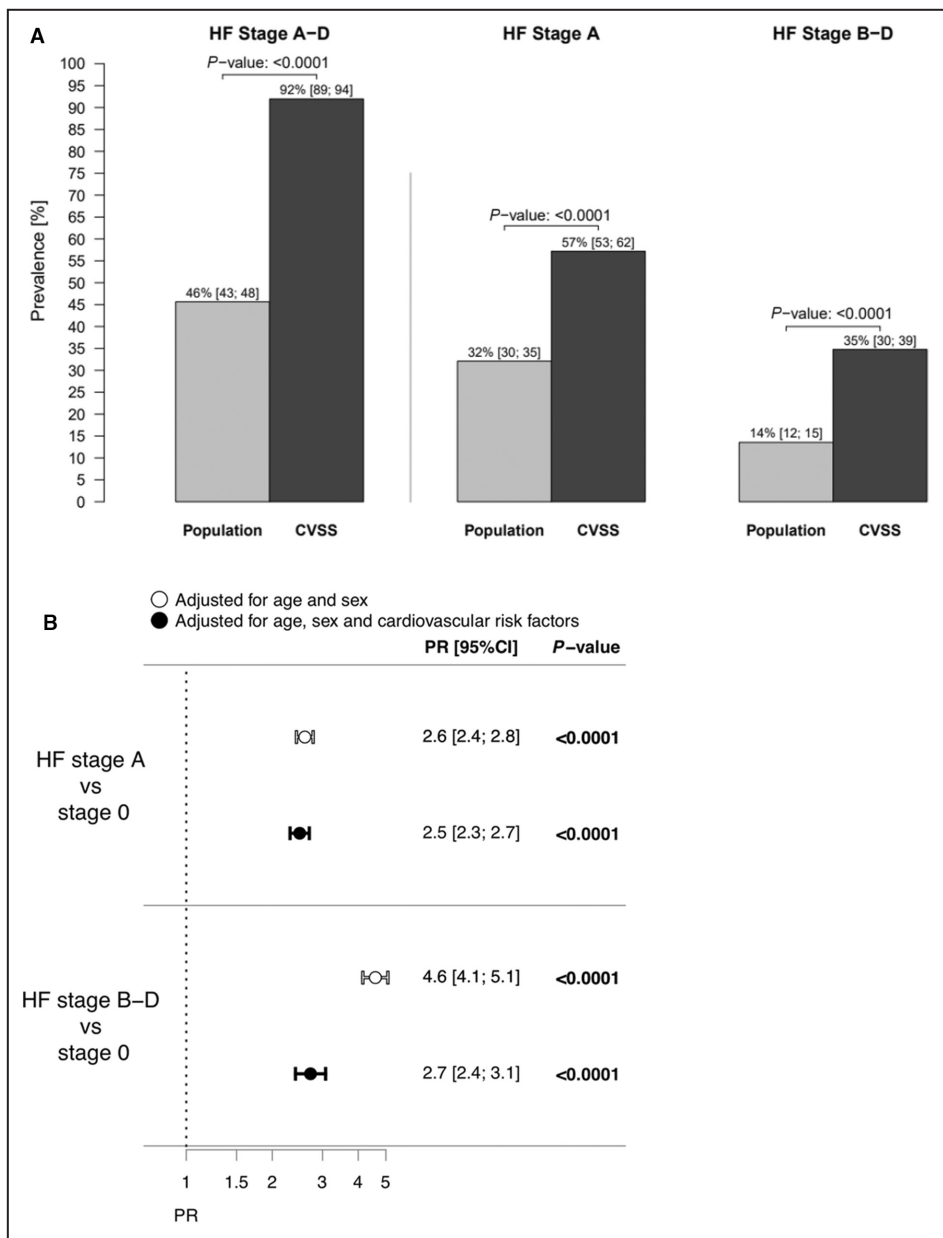 A
HF Stage A−D
HF Stage A
HF Stage B−D
P−value: <0.0001
92% [89; 94]
46% [43; 48]
P−value: <0.0001
57% [53; 62]
32% [30; 35]
P−value: <0.0001
35% [30; 39]
14% [12; 15]
Prevalence [%]
100
95
90
85
80
75
70
65
60
55
50
45
40
35
30
25
20
15
10
5
0
Population CVSS
Population CVSS
Population CVSS
B
Adjusted for age and sex
Adjusted for age, sex and cardiovascular risk factors
PR [95%CI] P−value
HF stage A
vs
stage 0
2.6 [2.4; 2.8] <0.0001
2.5 [2.3; 2.7] <0.0001
HF stage B−D
vs
stage 0
4.6 [4.1; 5.1] <0.0001
2.7 [2.4; 3.1] <0.0001
1 1.5 2 3 4 5
PR